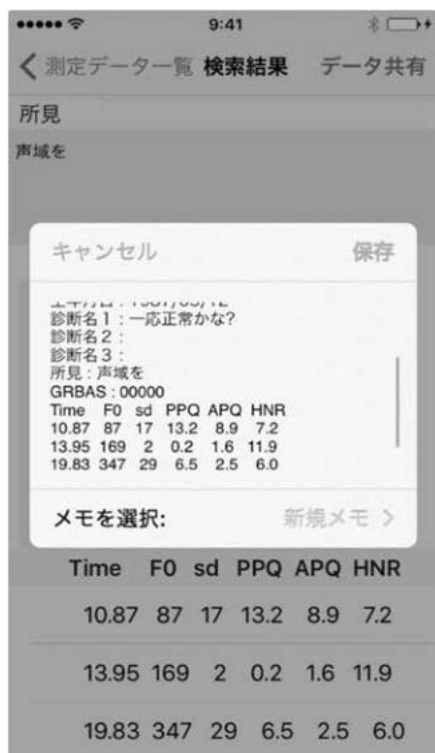 9:41
測定データ一覧 検索結果 データ共有
所見
声域を
キャンセル 保存
診断名1:一応正常かな?
診断名2:
診断名3:
所見:声域を
GRBAS:00000
Time F0 sd PPQ APQ HNR
10.87 87 17 13.2 8.9 7.2
13.95 169 2 0.2 1.6 11.9
19.83 347 29 6.5 2.5 6.0
メモを選択: 新規メモ >
Time F0 sd PPQ APQ HNR
10.87 87 17 13.2 8.9 7.2
13.95 169 2 0.2 1.6 11.9
19.83 347 29 6.5 2.5 6.0